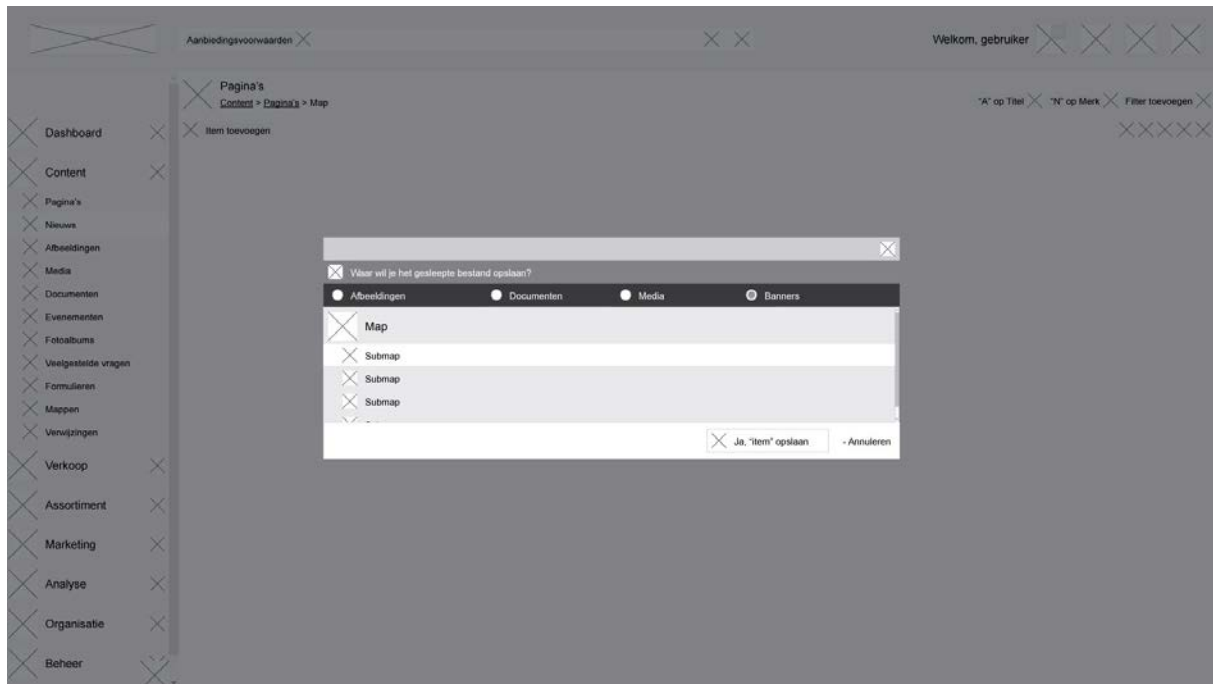 Aanbiedingsvoorwaarden
Welkom, gebruiker
Pagina's
Content > Pagina's > Map
"A" op Titel "N" op Merk Filter toevoegen
Item toevoegen
Dashboard
Content
Pagina's
Nieuws
Afbeeldingen
Media
Documenten
Evenementen
Fotoalbums
Veelgestelde vragen
Formulieren
Mappen
Verwijzingen
Verkoop
Assortiment
Marketing
Analyse
Organisatie
Beheer
Waar wil je het gesleepte bestand opslaan?
Afbeeldingen Documenten Media Banners
Map
Submap
Submap
Submap
Ja, "item" opslaan - Annuleren